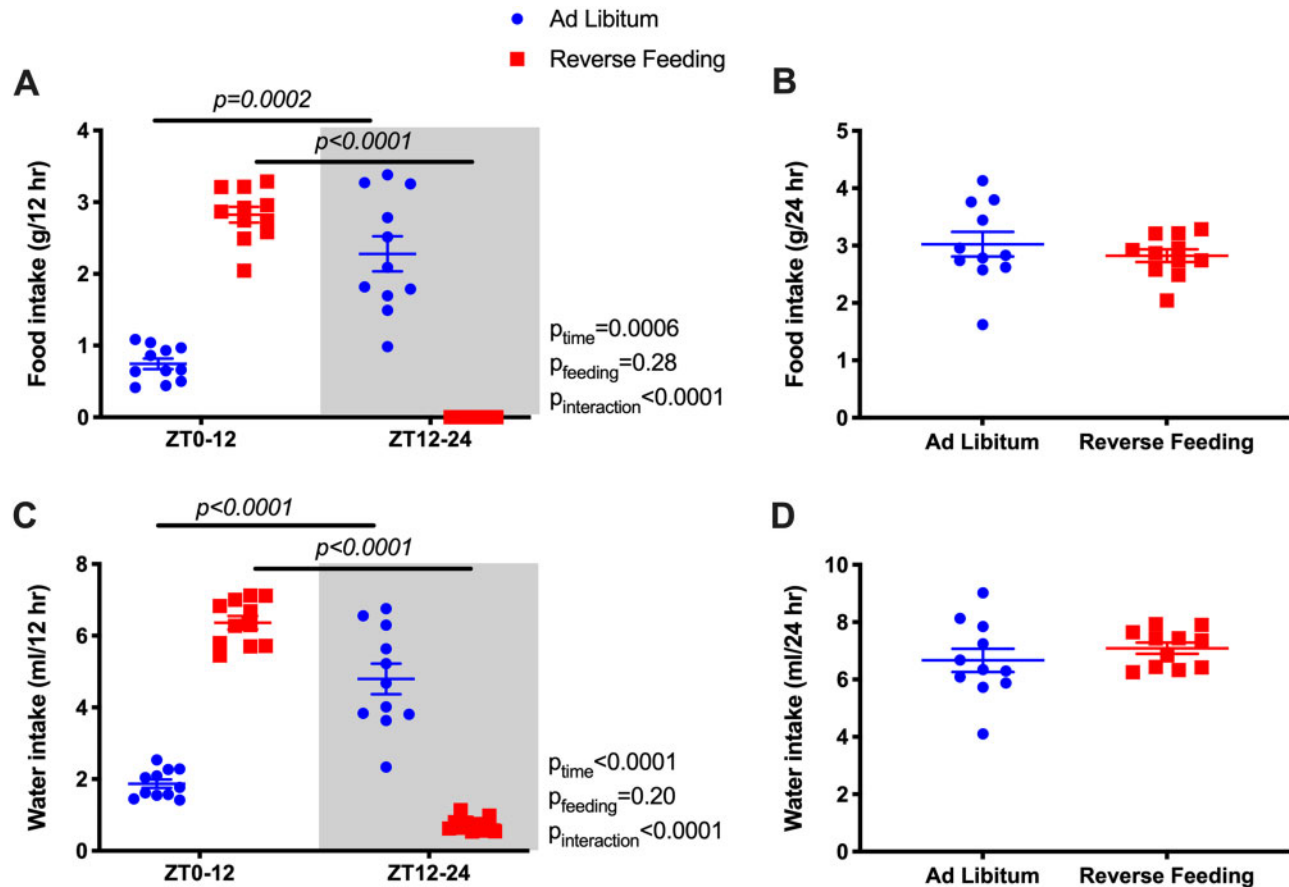 Ad Libitum
Reverse Feeding
A
p=0.0002
p<0.0001
Food intake (g/12 hr)
4
3
2
1
0
ZT0-12
ZT12-24
ptime=0.0006
pfeeding=0.28
pinteraction<0.0001
B
Food intake (g/24 hr)
5
4
3
2
1
0
Ad Libitum
Reverse Feeding
C
p<0.0001
p<0.0001
Water intake (ml/12 hr)
8
6
4
2
0
ZT0-12
ZT12-24
ptime<0.0001
pfeeding=0.20
pinteraction<0.0001
D
Water intake (ml/24 hr)
10
8
6
4
2
0
Ad Libitum
Reverse Feeding